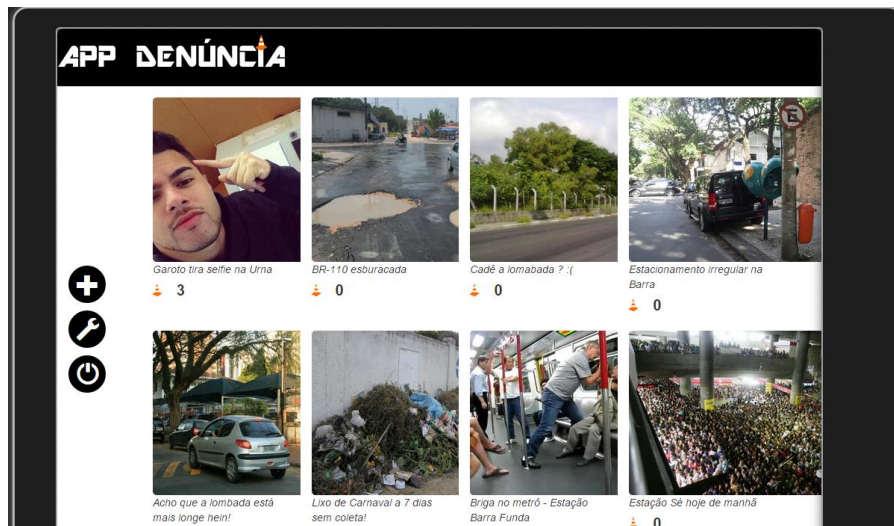 APP DENÚNCIA
Garoto tira selfie na Urna
BR-110 esburacada
Cadê a lomabada ? :(
Estacionamento irregular na
Barra
3
0
0
0
Acho que a lombada está
mais longe hein!
Lixo de Carnaval a 7 dias
sem coleta!
Briga no metrô - Estação
Barra Funda
Estação Sé hoje de manhã
0